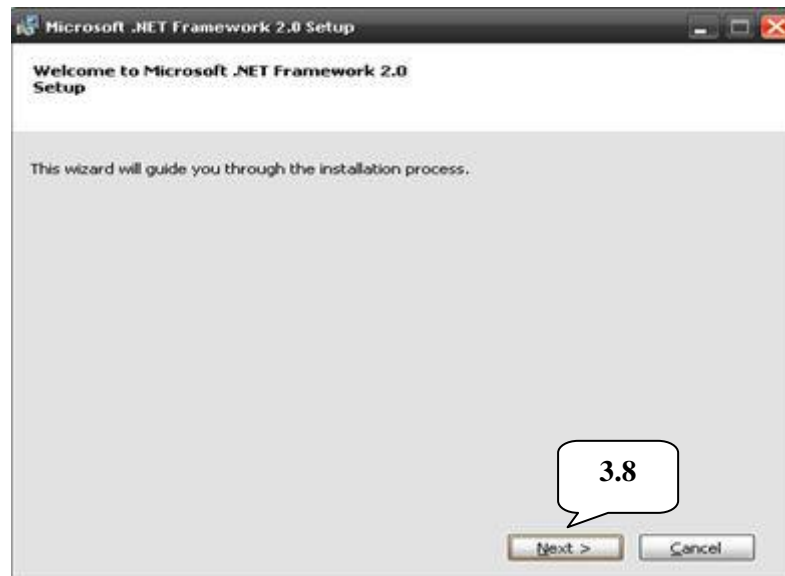 Microsoft .NET Framework 2.0 Setup
Welcome to Microsoft .NET Framework 2.0
Setup
This wizard will guide you through the installation process.
3.8
Next >
Cancel